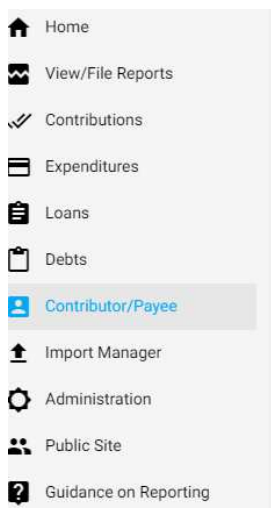 Home
View/File Reports
Contributions
Expenditures
Loans
Debts
Contributor/Payee
Import Manager
Administration
Public Site
Guidance on Reporting